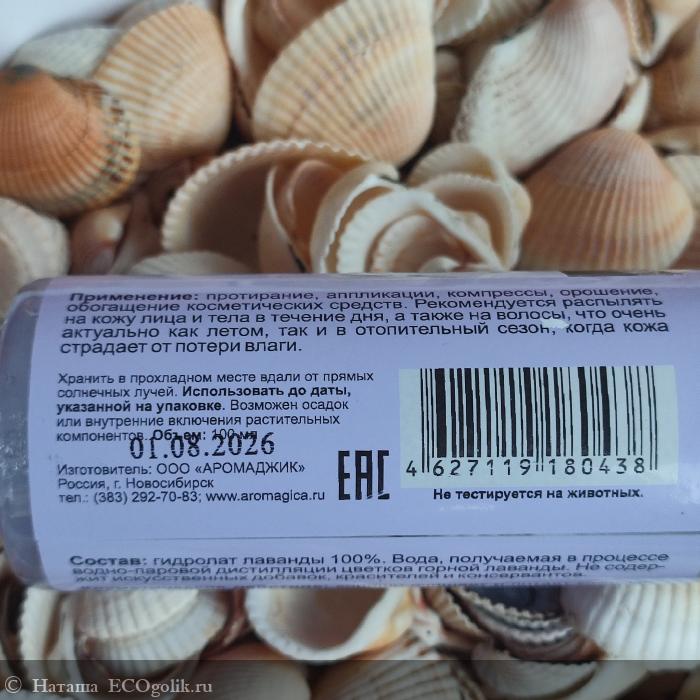 Применение: протирание, аппликации, компрессы, орошение,
обогащение косметических средств. Рекомендуется распылять
на кожу лица и тела в течение дня, а также на волосы, что очень
актуально как летом, так и в отопительный сезон, когда кожа
страдает от потери влаги.
Хранить в прохладном месте вдали от прямых
солнечных лучей. Использовать до даты,
указанной на упаковке. Возможен осадок
или внутренние включения растительных
компонентов. Объем: 100 мл
01.08.2026
Изготовитель: ООО «АРОМАДЖИК»
Россия, г. Новосибирск
тел.: (383) 292-70-83; www.aromagica.ru
EAC
4 627119 180438
Не тестируется на животных.
Состав: гидролат лаванды 100%. Вода, получаемая в процессе
водно-паровой дистилляции цветков горной лаванды. Не содер-
жит искусственных добавок, красителей и консервантов.
© Наташа ECOgolik.ru